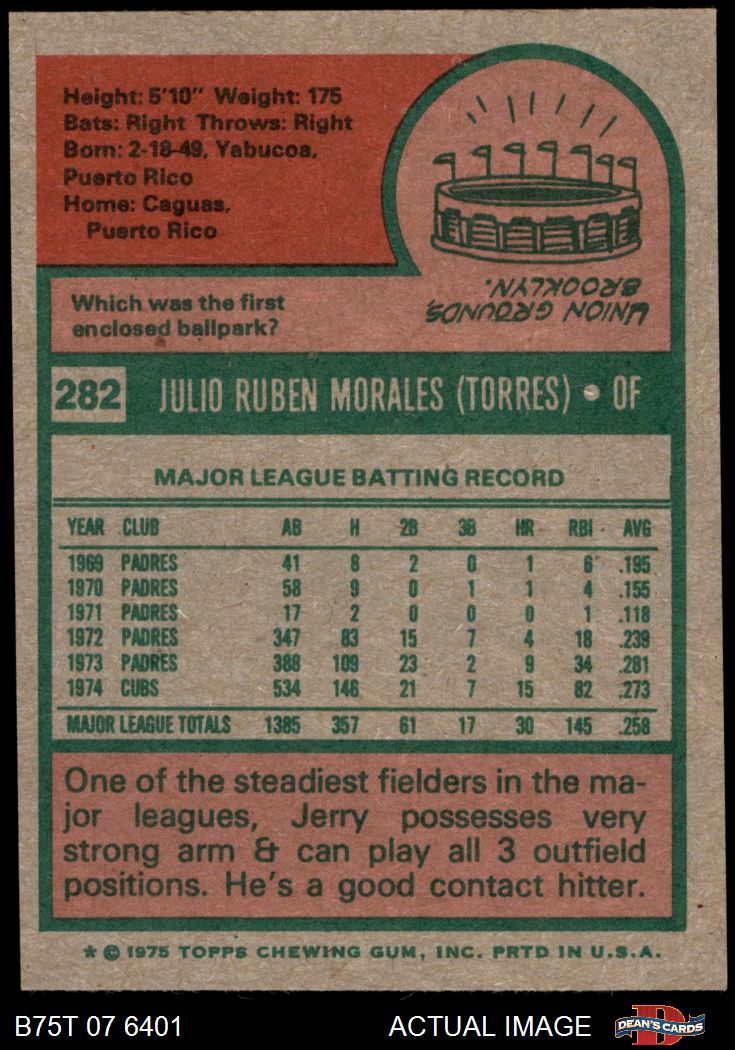 Height: 5'10" Weight: 175
Bats: Right Throws: Right
Born: 2-18-49, Yabucoa,
Puerto Rico
Home: Caguas,
Puerto Rico
Which was the first
enclosed ballpark?
UNION GROUNDS,
BROOKLYN.
282 JULIO RUBEN MORALES (TORRES) • OF
MAJOR LEAGUE BATTING RECORD
YEAR CLUB AB H 2B 3B HR RBI AVG
1969 PADRES 41 8 2 0 1 6 .195
1970 PADRES 58 9 0 1 1 4 .155
1971 PADRES 17 2 0 0 0 1 .118
1972 PADRES 347 83 15 7 4 18 .239
1973 PADRES 388 109 23 2 9 34 .281
1974 CUBS 534 146 21 7 15 82 .273
MAJOR LEAGUE TOTALS 1385 357 61 17 30 145 .258
One of the steadiest fielders in the ma-
jor leagues, Jerry possesses very
strong arm & can play all 3 outfield
positions. He's a good contact hitter.
* © 1975 TOPPS CHEWING GUM, INC. PRTD IN U.S.A.
B75T 07 6401 ACTUAL IMAGE DEAN'S CARDS